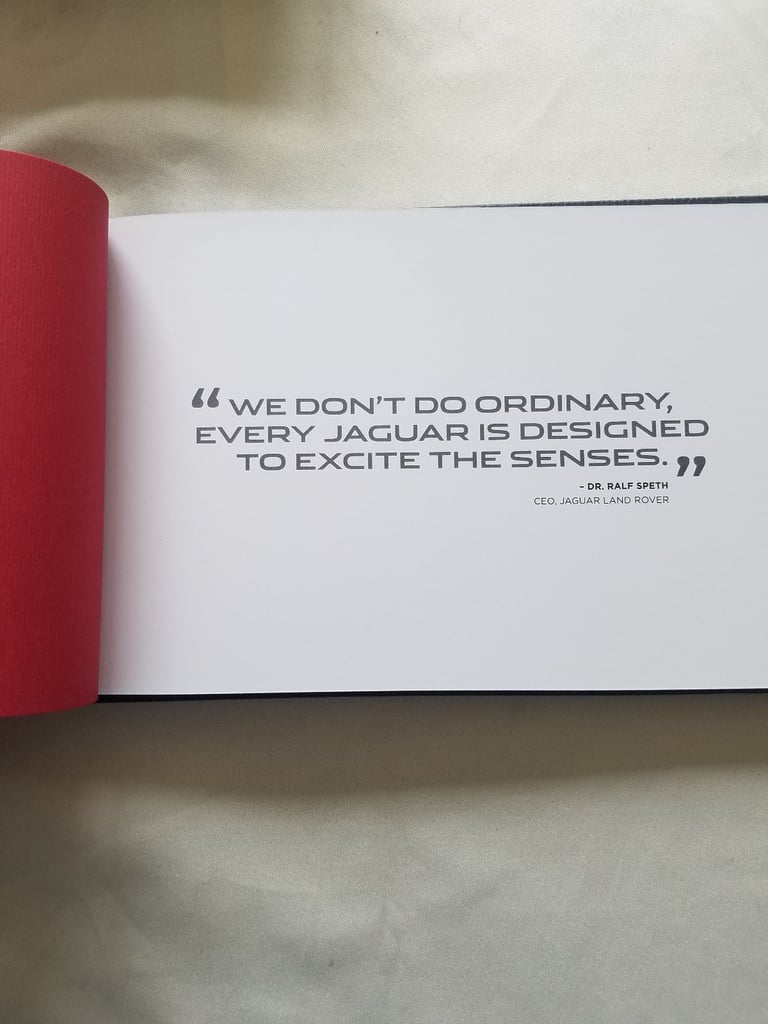 “ WE DON'T DO ORDINARY,
EVERY JAGUAR IS DESIGNED
TO EXCITE THE SENSES. ”
- DR. RALF SPETH
CEO, JAGUAR LAND ROVER